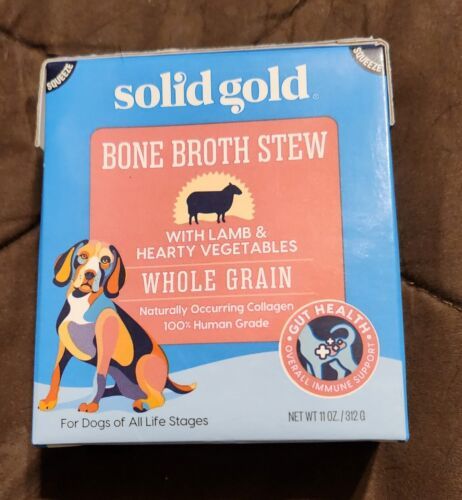 SQUEEZE
SQUEEZE
solid gold®
BONE BROTH STEW
WITH LAMB &
HEARTY VEGETABLES
WHOLE GRAIN
Naturally Occurring Collagen
100% Human Grade
GUT HEALTH
OVERALL IMMUNE SUPPORT
For Dogs of All Life Stages
NET WT 11 OZ. / 312 G